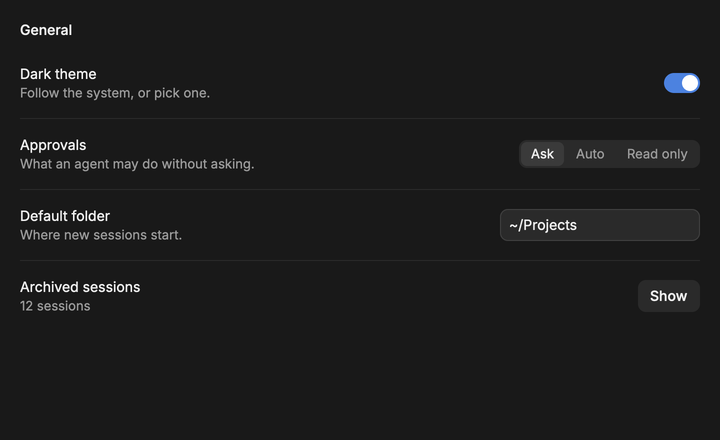 General
Dark theme
Follow the system, or pick one.
Approvals
What an agent may do without asking.
Ask Auto Read only
Default folder
Where new sessions start.
~/Projects
Archived sessions
12 sessions
Show